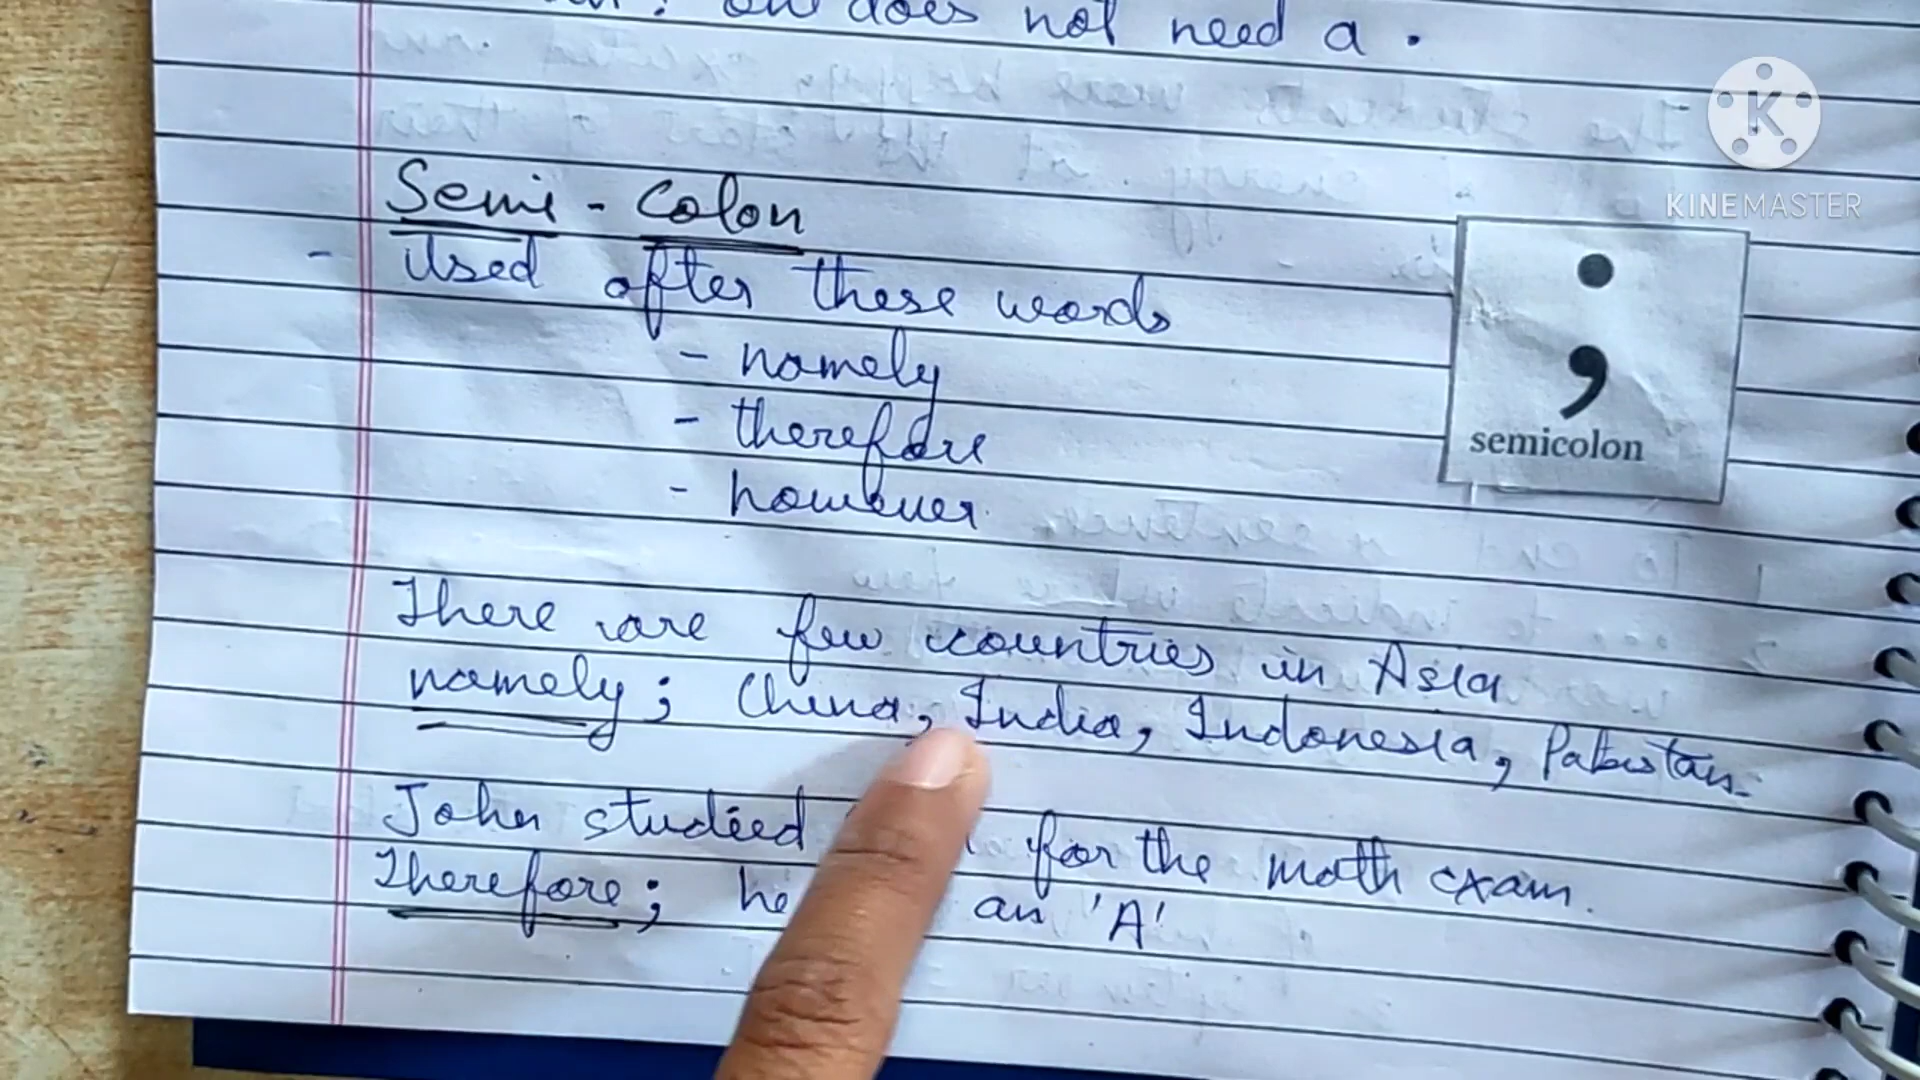 does not need a.
KINEMASTER
Semi-Colon
- Used after these words
- namely
- therefore
- however
;
semicolon
There are few countries in Asia
namely; China, India, Indonesia, Pakistan.
John studied for the math exam.
Therefore; he an 'A'